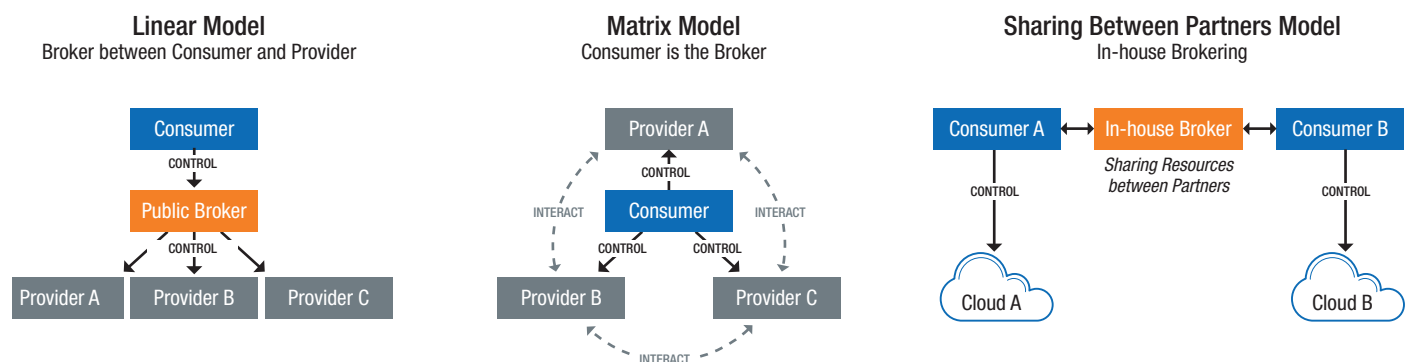 Linear Model
Broker between Consumer and Provider
Consumer
CONTROL
Public Broker
CONTROL
Provider A
Provider B
Provider C
Matrix Model
Consumer is the Broker
Provider A
CONTROL
INTERACT
INTERACT
Consumer
CONTROL
CONTROL
Provider B
Provider C
INTERACT
Sharing Between Partners Model
In-house Brokering
Consumer A
In-house Broker
Consumer B
Sharing Resources
between Partners
CONTROL
CONTROL
Cloud A
Cloud B